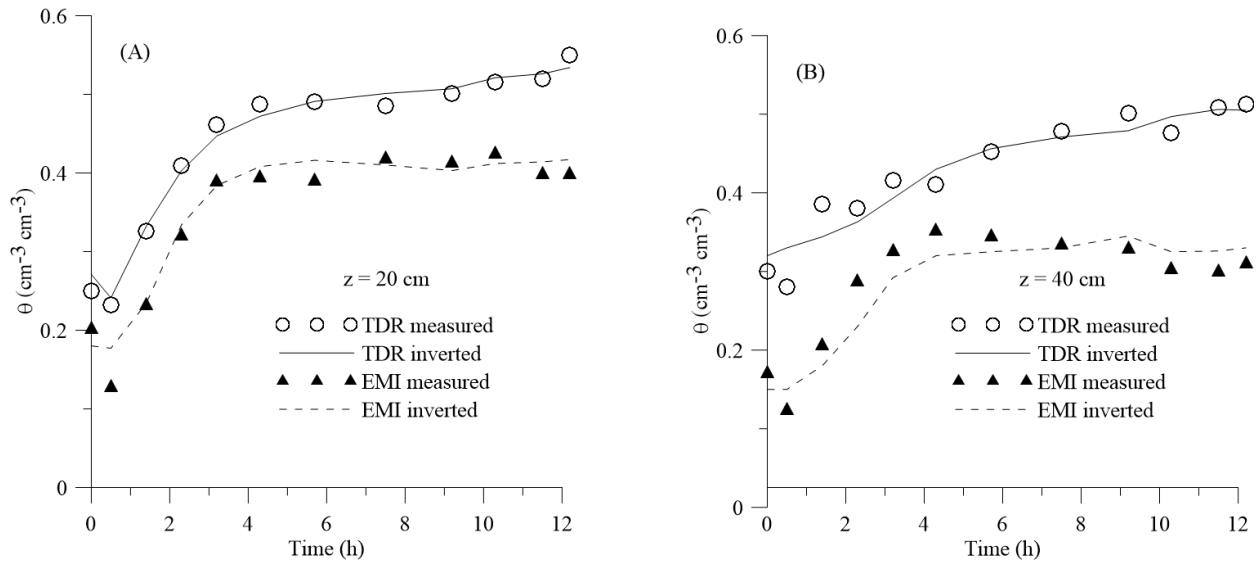 (A)
0.6
0.4
0.2
0
θ (cm-3 cm-3)
z = 20 cm
TDR measured
TDR inverted
EMI measured
EMI inverted
0 2 4 6 8 10 12
Time (h)
(B)
0.6
0.4
0.2
0
θ (cm-3 cm-3)
z = 40 cm
TDR measured
TDR inverted
EMI measured
EMI inverted
0 2 4 6 8 10 12
Time (h)